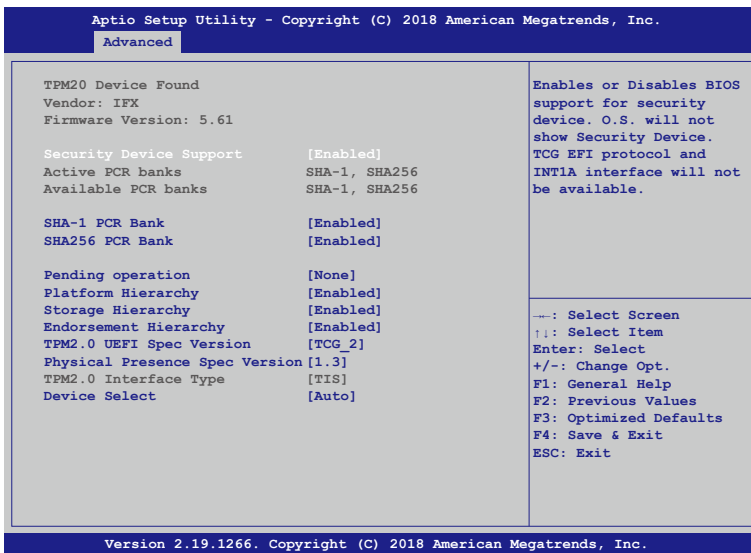 Aptio Setup Utility - Copyright (C) 2018 American Megatrends, Inc.
Advanced
TPM20 Device Found
Vendor: IFX
Firmware Version: 5.61
Security Device Support [Enabled]
Active PCR banks SHA-1, SHA256
Available PCR banks SHA-1, SHA256
SHA-1 PCR Bank [Enabled]
SHA256 PCR Bank [Enabled]
Pending operation [None]
Platform Hierarchy [Enabled]
Storage Hierarchy [Enabled]
Endorsement Hierarchy [Enabled]
TPM2.0 UEFI Spec Version [TCG_2]
Physical Presence Spec Version [1.3]
TPM2.0 Interface Type [TIS]
Device Select [Auto]
Enables or Disables BIOS
support for security
device. O.S. will not
show Security Device.
TCG EFI protocol and
INT1A interface will not
be available.
→←: Select Screen
↑↓: Select Item
Enter: Select
+/-: Change Opt.
F1: General Help
F2: Previous Values
F3: Optimized Defaults
F4: Save & Exit
ESC: Exit
Version 2.19.1266. Copyright (C) 2018 American Megatrends, Inc.